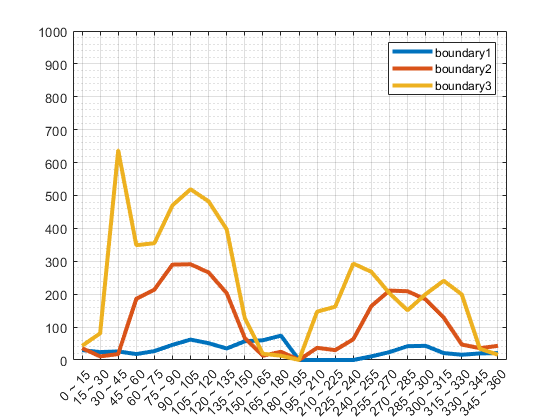 1000
900
800
700
600
500
400
300
200
100
0
boundary1
boundary2
boundary3
0 ~ 15
15 ~ 30
30 ~ 45
45 ~ 60
60 ~ 75
75 ~ 90
90 ~ 105
105 ~ 120
120 ~ 135
135 ~ 150
150 ~ 165
165 ~ 180
180 ~ 195
195 ~ 210
210 ~ 225
225 ~ 240
240 ~ 255
255 ~ 270
270 ~ 285
285 ~ 300
300 ~ 315
315 ~ 330
330 ~ 345
345 ~ 360